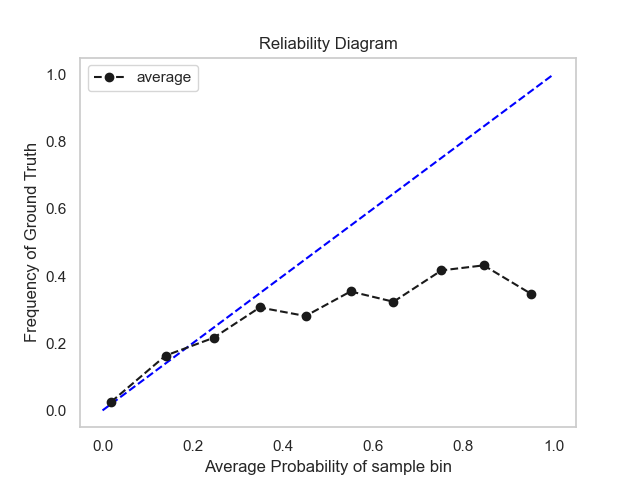 Reliability Diagram
average
Frequency of Ground Truth
1.0
0.8
0.6
0.4
0.2
0.0
0.0 0.2 0.4 0.6 0.8 1.0
Average Probability of sample bin